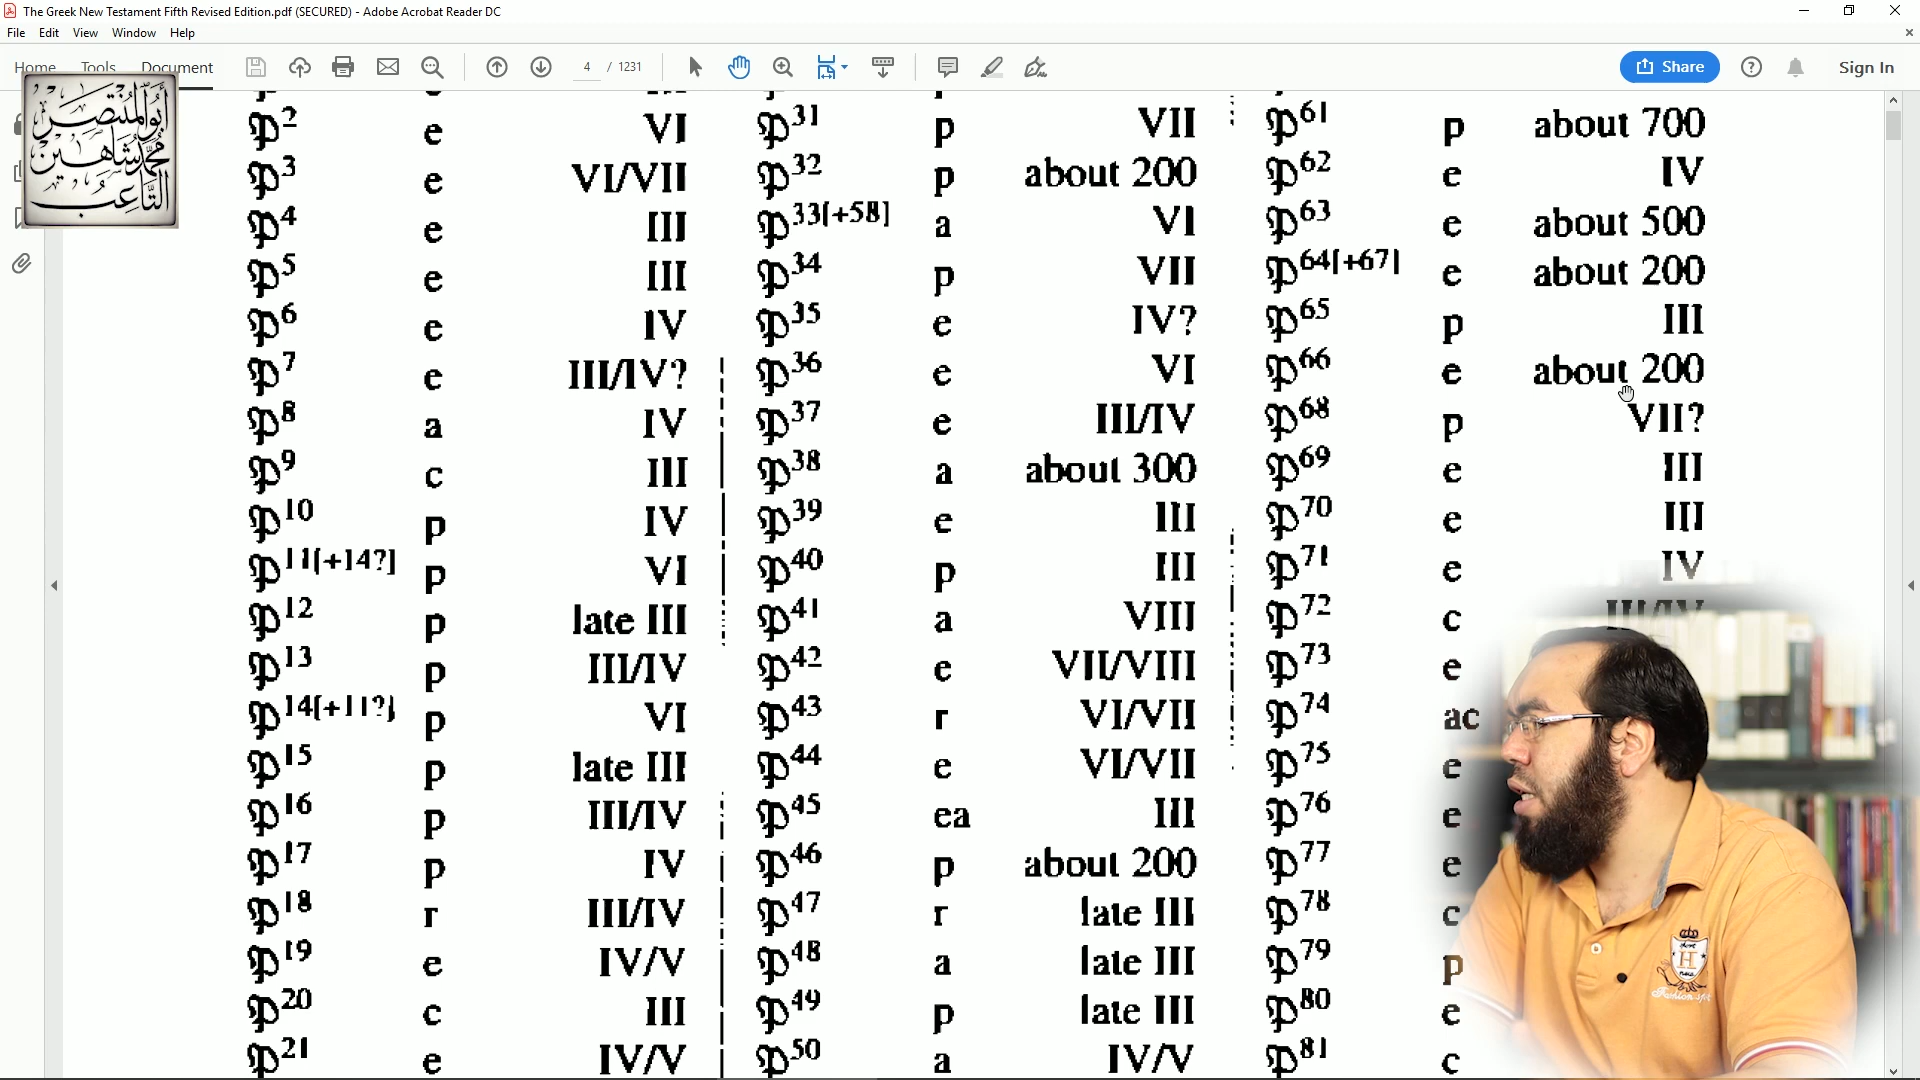 The Greek New Testament Fifth Revised Edition.pdf (SECURED) - Adobe Acrobat Reader DC
File Edit View Window Help
Home Tools Document 4 / 1231 Share Sign In
أبو المنتصر
محمد شاهين
التاعب
𝔓2 e VI 𝔓31 p VII 𝔓61 p about 700
𝔓3 e VI/VII 𝔓32 p about 200 𝔓62 e IV
𝔓4 e III 𝔓33[+58] a VI 𝔓63 e about 500
𝔓5 e III 𝔓34 p VII 𝔓64[+67] e about 200
𝔓6 e IV 𝔓35 e IV? 𝔓65 p III
𝔓7 e III/IV? 𝔓36 e VI 𝔓66 e about 200
𝔓8 a IV 𝔓37 e III/IV 𝔓68 p VII?
𝔓9 c III 𝔓38 a about 300 𝔓69 e III
𝔓10 p IV 𝔓39 e III 𝔓70 e III
𝔓11[+14?] p VI 𝔓40 p III 𝔓71 e IV
𝔓12 p late III 𝔓41 a VIII 𝔓72 c III/IV
𝔓13 p III/IV 𝔓42 e VII/VIII 𝔓73 e
𝔓14[+11?] p VI 𝔓43 r VI/VII 𝔓74 ac
𝔓15 p late III 𝔓44 e VI/VII 𝔓75 e
𝔓16 p III/IV 𝔓45 ea III 𝔓76 e
𝔓17 p IV 𝔓46 p about 200 𝔓77 e
𝔓18 r III/IV 𝔓47 r late III 𝔓78 c
𝔓19 e IV/V 𝔓48 a late III 𝔓79 p
𝔓20 c III 𝔓49 p late III 𝔓80 e
𝔓21 e IV/V 𝔓50 a IV/V 𝔓81 c
H